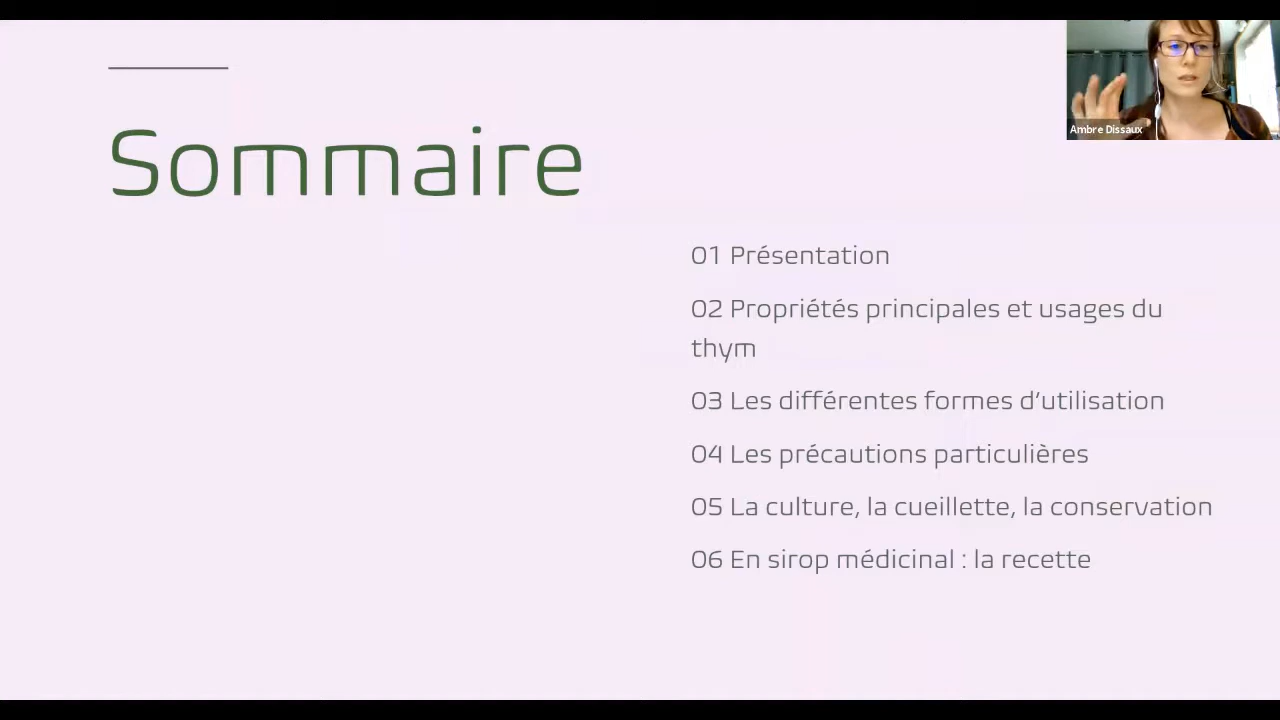 Sommaire
Ambre Dissaux
01 Présentation
02 Propriétés principales et usages du
thym
03 Les différentes formes d’utilisation
04 Les précautions particulières
05 La culture, la cueillette, la conservation
06 En sirop médicinal : la recette